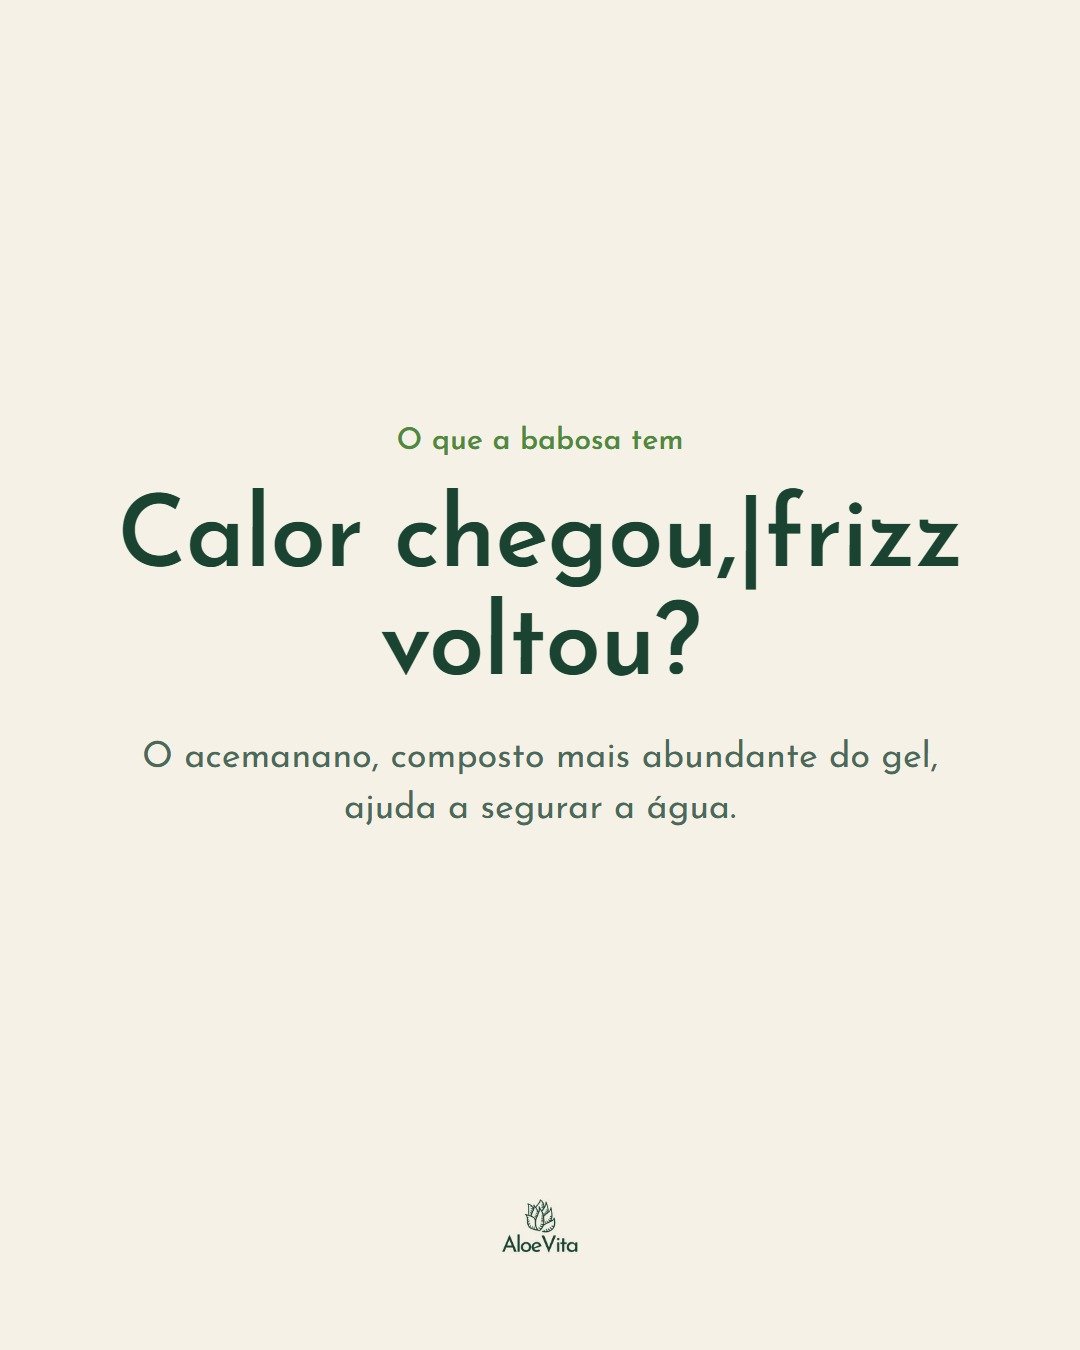 O que a babosa tem
Calor chegou,|frizz
voltou?
O acemanano, composto mais abundante do gel,
ajuda a segurar a água.
AloeVita